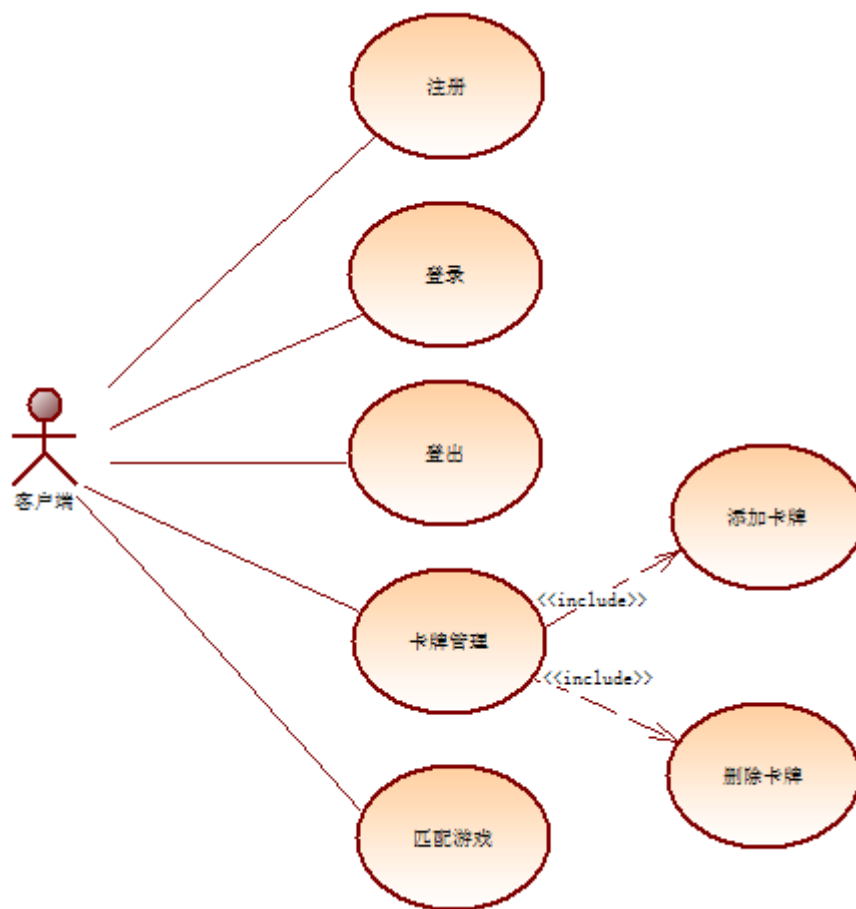 注册
登录
登出
客户端
添加卡牌
<<include>>
卡牌管理
<<include>>
删除卡牌
匹配游戏